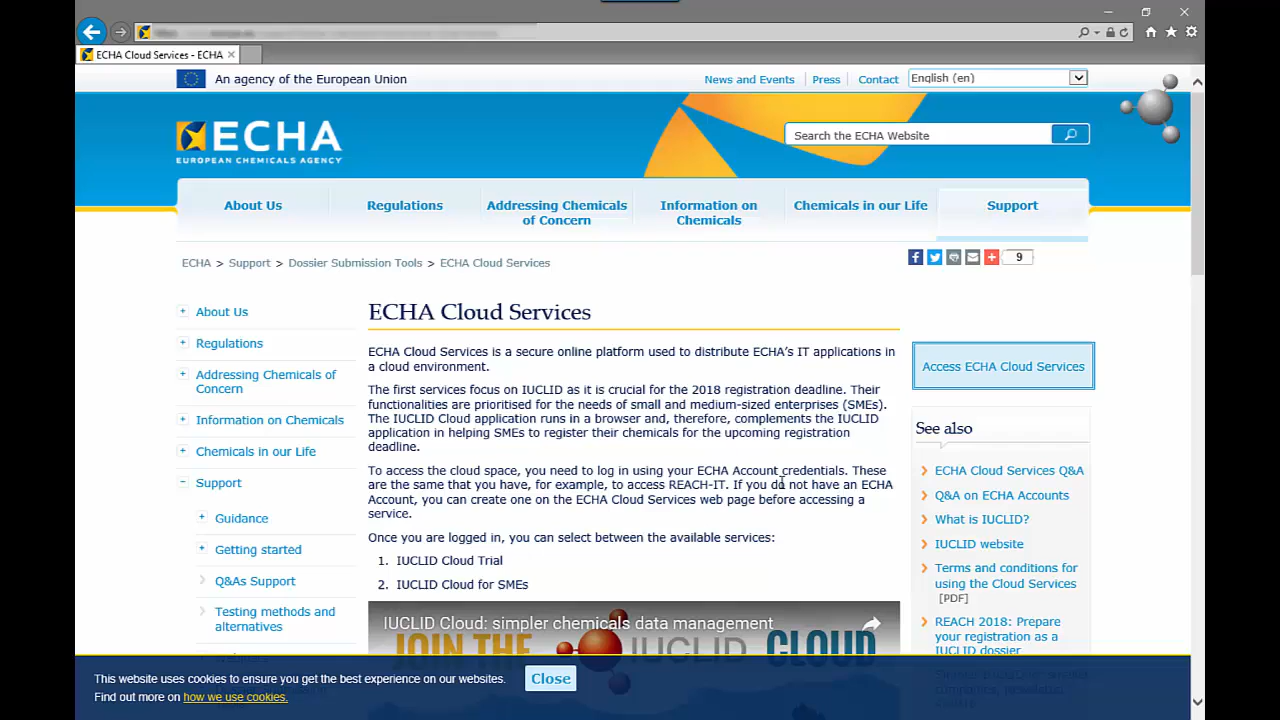 ECHA Cloud Services - ECHA
An agency of the European Union
News and Events
Press
Contact
English (en)
ECHA
EUROPEAN CHEMICALS AGENCY
Search the ECHA Website
About Us
Regulations
Addressing Chemicals
of Concern
Information on
Chemicals
Chemicals in our Life
Support
ECHA > Support > Dossier Submission Tools > ECHA Cloud Services
9
+ About Us
+ Regulations
+ Addressing Chemicals of
Concern
+ Information on Chemicals
+ Chemicals in our Life
− Support
+ Guidance
+ Getting started
Q&As Support
Testing methods and
alternatives
ECHA Cloud Services
ECHA Cloud Services is a secure online platform used to distribute ECHA's IT applications in
a cloud environment.
The first services focus on IUCLID as it is crucial for the 2018 registration deadline. Their
functionalities are prioritised for the needs of small and medium-sized enterprises (SMEs).
The IUCLID Cloud application runs in a browser and, therefore, complements the IUCLID
application in helping SMEs to register their chemicals for the upcoming registration
deadline.
To access the cloud space, you need to log in using your ECHA Account credentials. These
are the same that you have, for example, to access REACH-IT. If you do not have an ECHA
Account, you can create one on the ECHA Cloud Services web page before accessing a
service.
Once you are logged in, you can select between the available services:
1. IUCLID Cloud Trial
2. IUCLID Cloud for SMEs
IUCLID Cloud: simpler chemicals data management
JOIN THE IUCLID CLOUD
Access ECHA Cloud Services
See also
ECHA Cloud Services Q&A
Q&A on ECHA Accounts
What is IUCLID?
IUCLID website
Terms and conditions for
using the Cloud Services
[PDF]
REACH 2018: Prepare
your registration as a
IUCLID dossier
This website uses cookies to ensure you get the best experience on our websites.
Find out more on how we use cookies.
Close